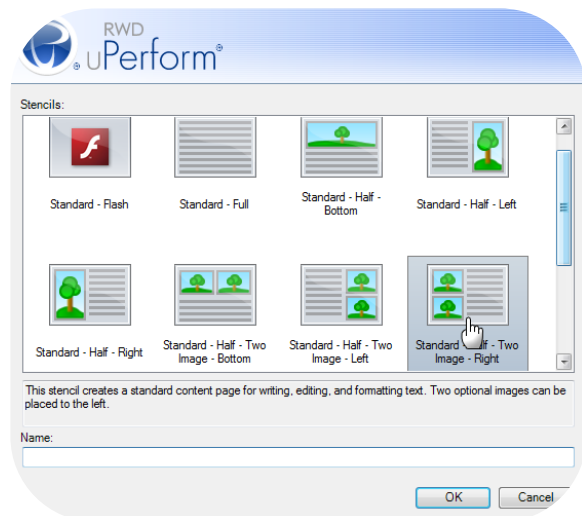 RWD
uPerform®
Stencils:
Standard - Flash
Standard - Full
Standard - Half -
Bottom
Standard - Half - Left
Standard - Half - Right
Standard - Half - Two
Image - Bottom
Standard - Half - Two
Image - Left
Standard - Half - Two
Image - Right
This stencil creates a standard content page for writing, editing, and formatting text. Two optional images can be
placed to the left.
Name:
OK
Cancel